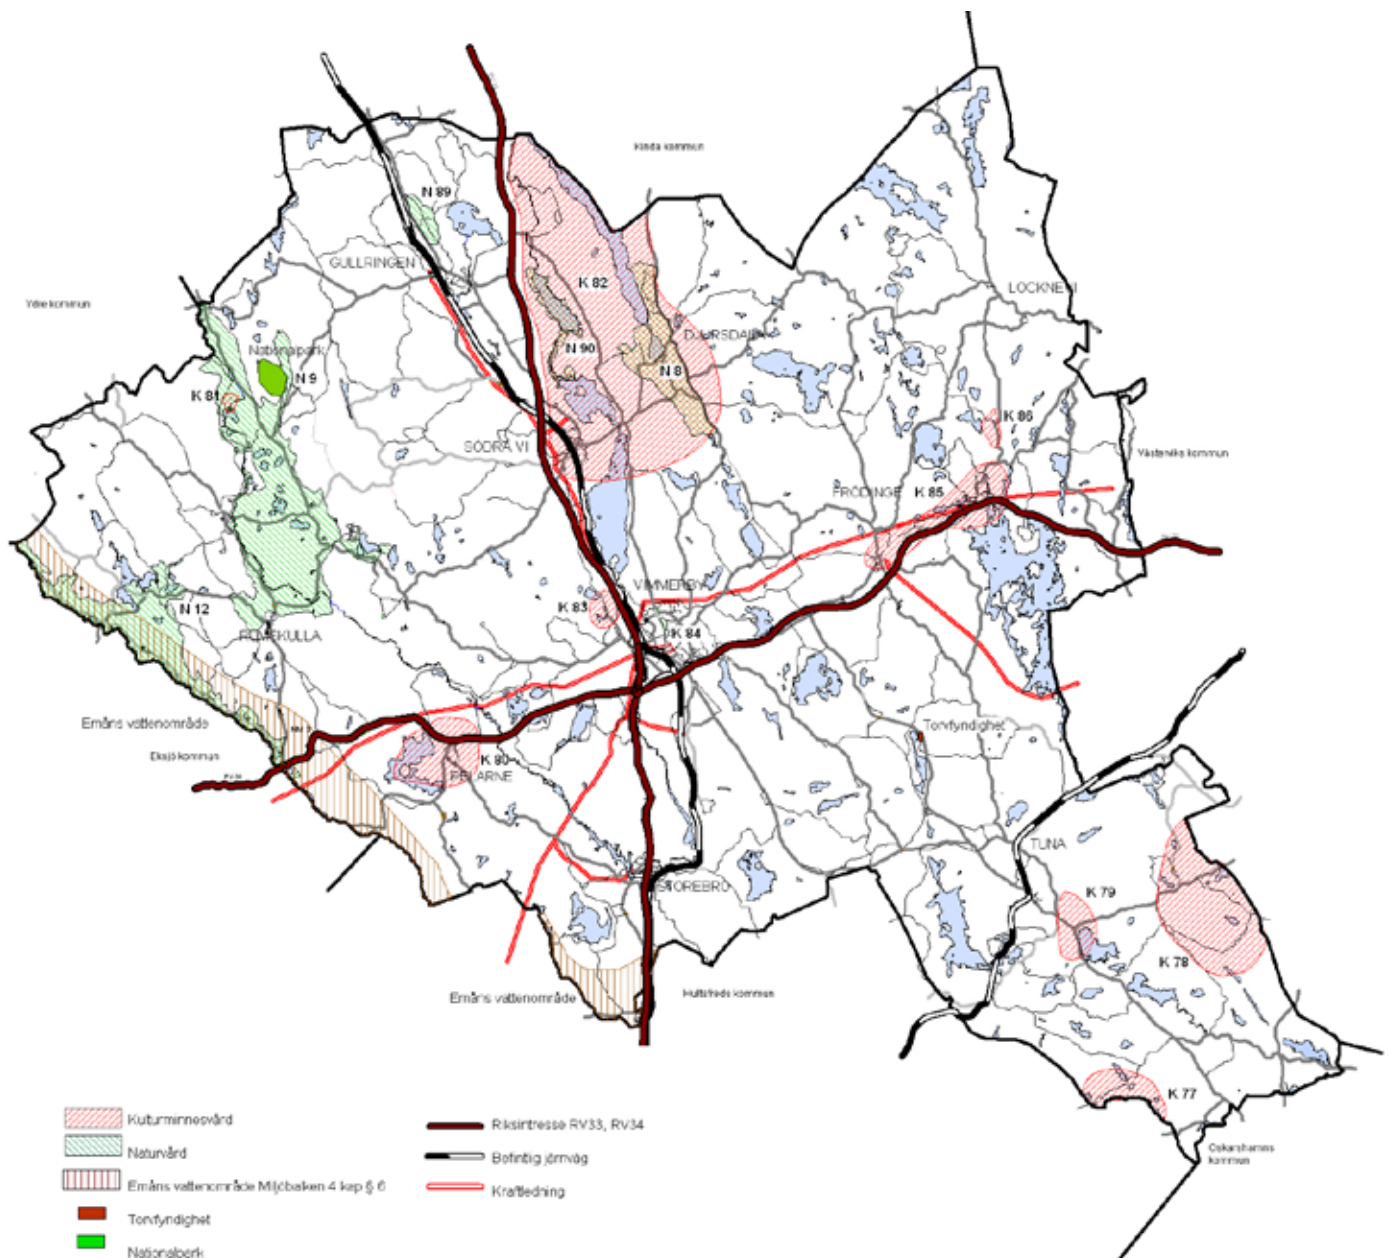 Kinda kommun
N 89
GULLRINGEN
K 82
LOCKNEVI
Ydre kommun
DJURSDALA
Nationalpark
N 90
N 9
N 8
K 81
K 86
SÖDRA VI
Västerviks kommun
FRÖDINGE
K 85
VIMMERBY
K 83
N 12
K 84
RUMSKULLA
Emåns vattenområde
Torvfyndighet
Eksjö kommun
K 80
PELARNE
TUNA
STOREBRO
K 79
K 78
Emåns vattenområde
Hultsfreds kommun
K 77
Kulturminnesvård
Riksintresse RV33, RV34
Oskarshamns
kommun
Naturvård
Befintlig järnväg
Emåns vattenområde Miljöbalken 4 kap § 6
Kraftledning
Torvfyndighet
Nationalpark